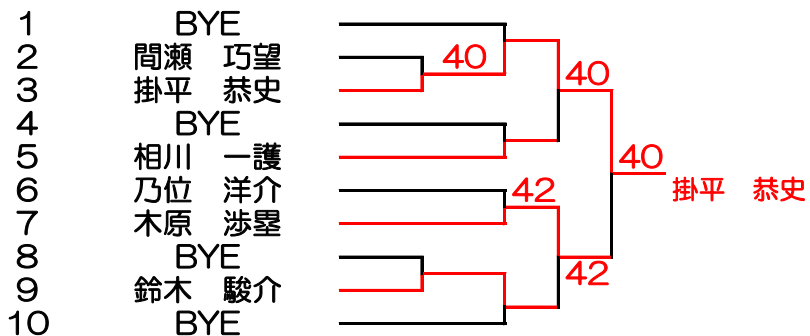 1 BYE
2 間瀬 巧望 40
3 掛平 恭史 40
4 BYE
5 相川 一護 40
6 乃位 洋介 42
掛平 恭史
7 木原 渉塁
8 BYE
42
9 鈴木 駿介
10 BYE